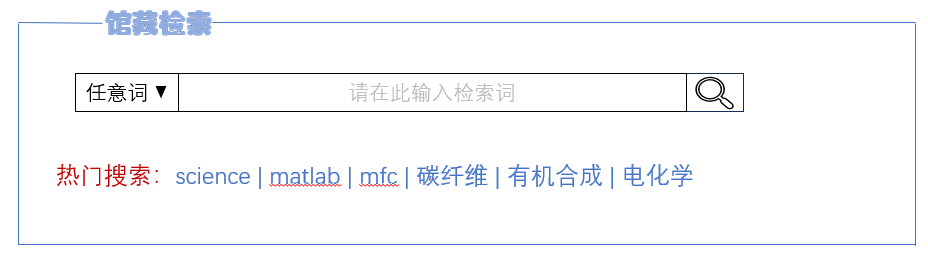 馆藏检索
任意词 ▼ 请在此输入检索词
热门搜索：science | matlab | mfc | 碳纤维 | 有机合成 | 电化学